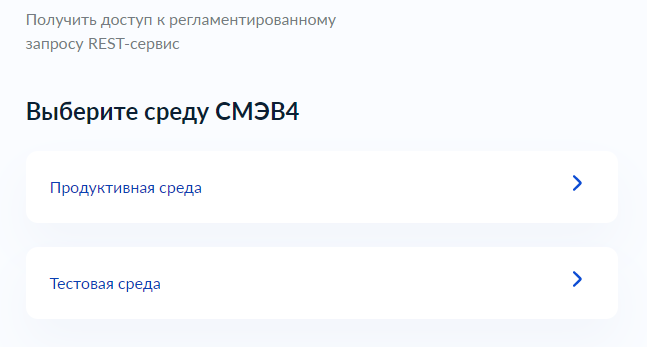 Получить доступ к регламентированному
запросу REST-сервис
Выберите среду СМЭВ4
Продуктивная среда
Тестовая среда